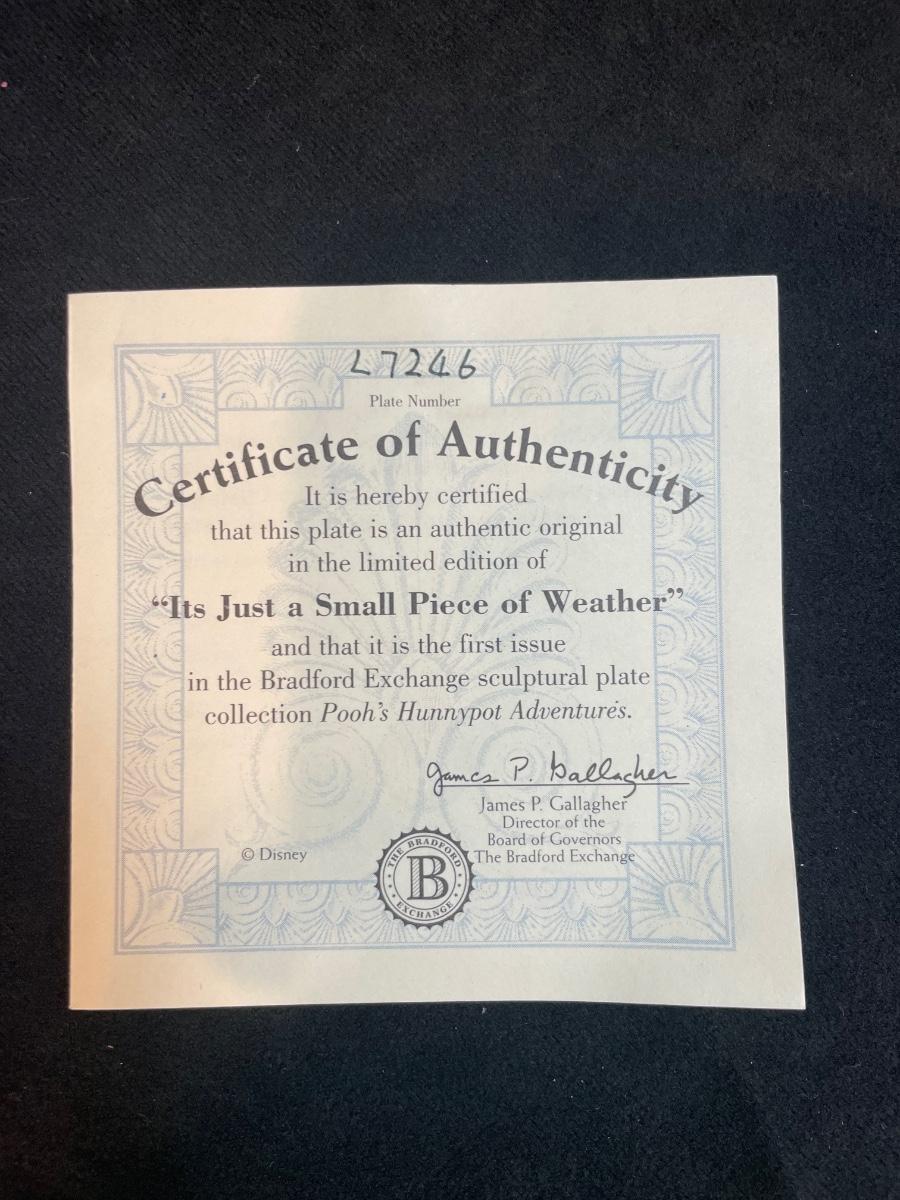 L7246
Plate Number
Certificate of Authenticity
It is hereby certified
that this plate is an authentic original
in the limited edition of
“Its Just a Small Piece of Weather”
and that it is the first issue
in the Bradford Exchange sculptural plate
collection Pooh’s Hunnypot Adventures.
James P. Gallagher
James P. Gallagher
Director of the
Board of Governors
The Bradford Exchange
© Disney
THE BRADFORD
B
EXCHANGE